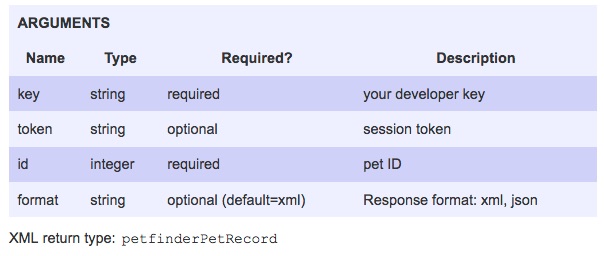 ARGUMENTS
Name Type Required? Description
key string required your developer key
token string optional session token
id integer required pet ID
format string optional (default=xml) Response format: xml, json
XML return type: petfinderPetRecord